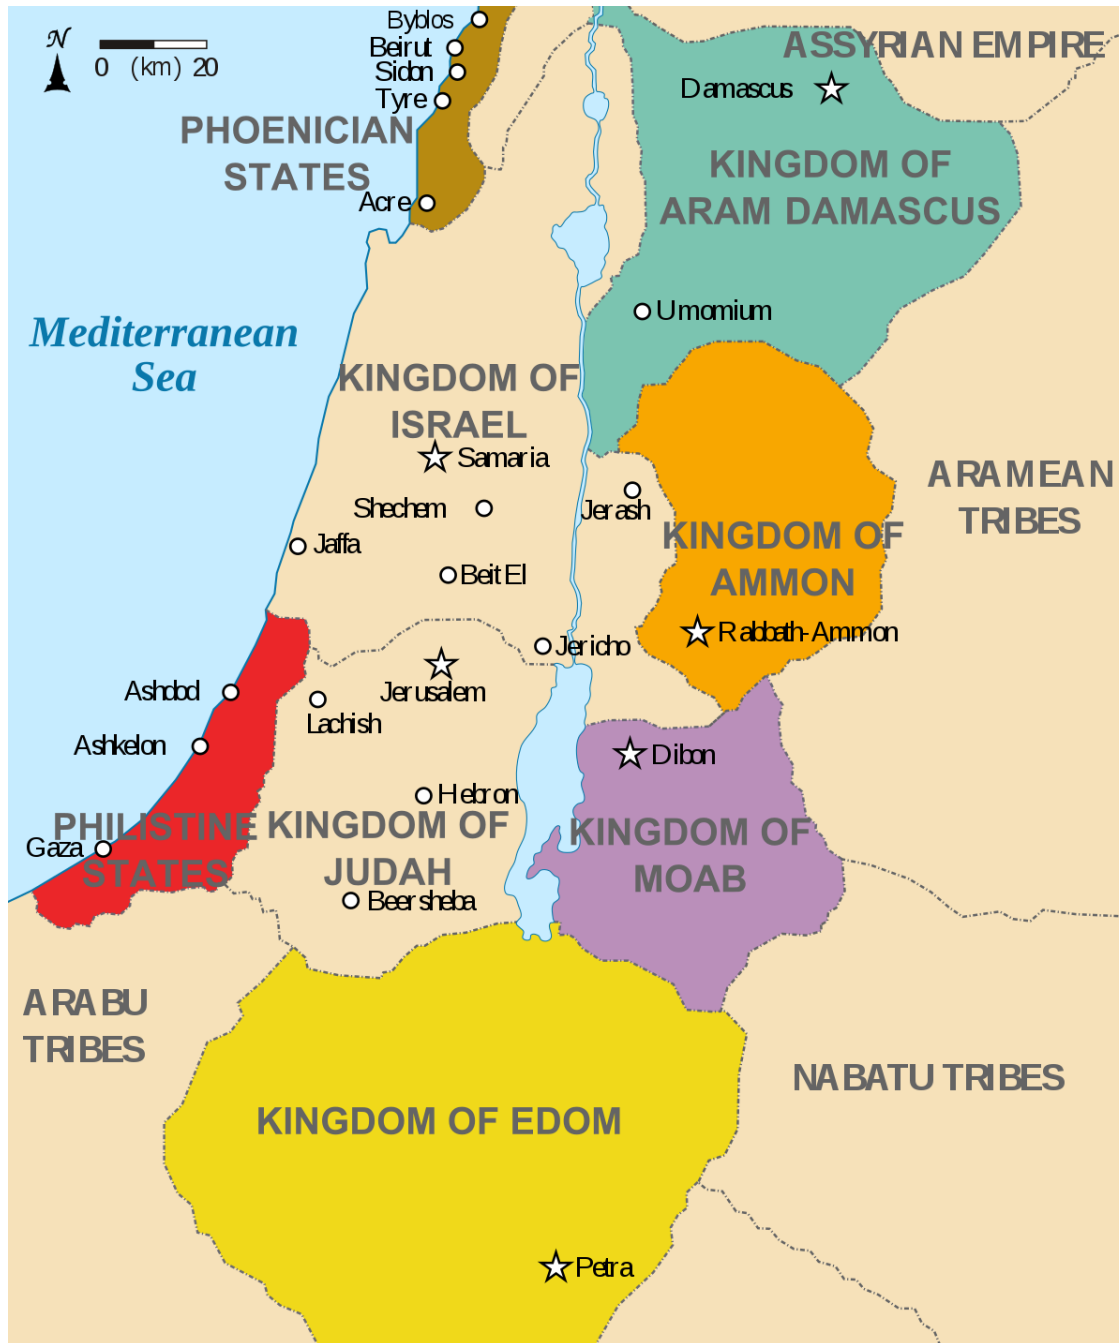 N
0 (km) 20
Byblos
Beirut
Sidon
Tyre
PHOENICIAN
STATES
Acre
ASSYRIAN EMPIRE
Damascus
KINGDOM OF
ARAM DAMASCUS
Umomium
Mediterranean
Sea
KINGDOM OF
ISRAEL
Samaria
Shechem
Jerash
Jaffa
Beit El
ARAMEAN
TRIBES
KINGDOM OF
AMMON
Rabbath-Ammon
Jericho
Jerusalem
Lachish
Ashdod
Ashkelon
Dibon
Hebron
PHILISTINE
STATES
Gaza
KINGDOM OF
JUDAH
Beersheba
KINGDOM OF
MOAB
ARABU
TRIBES
NABATU TRIBES
KINGDOM OF EDOM
Petra